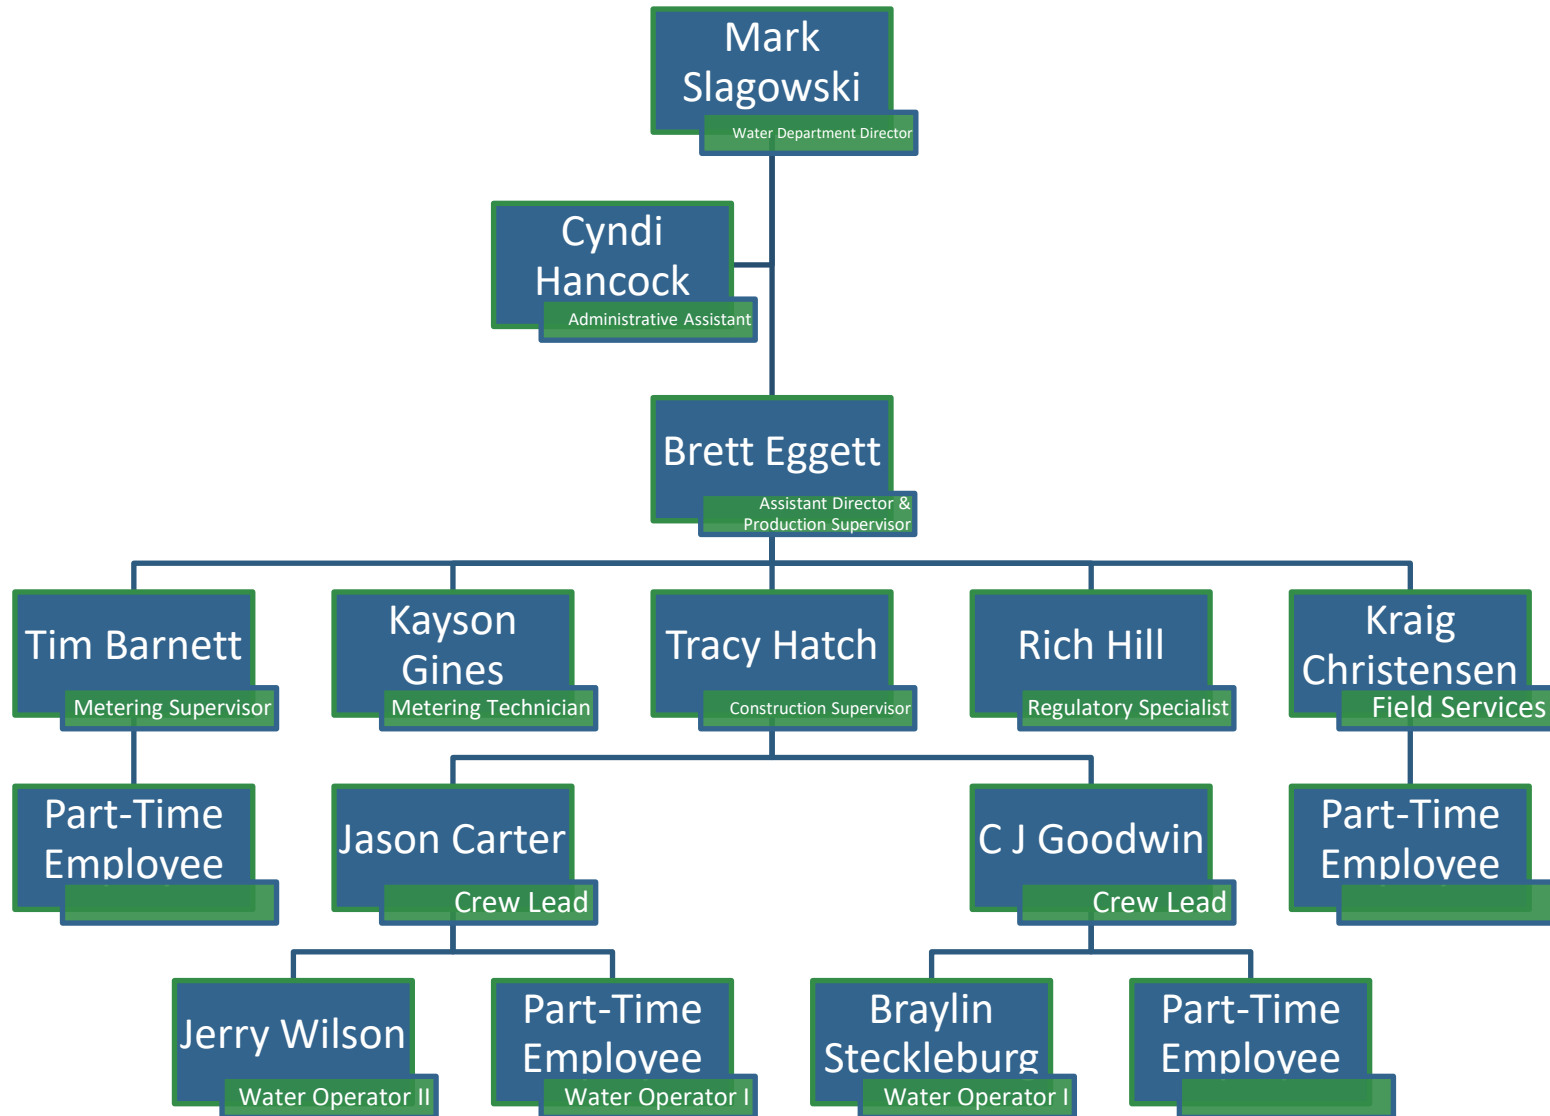 Mark
Slagowski
Water Department Director
Cyndi
Hancock
Administrative Assistant
Brett Eggett
Assistant Director &
Production Supervisor
Tim Barnett
Metering Supervisor
Kayson
Gines
Metering Technician
Tracy Hatch
Construction Supervisor
Rich Hill
Regulatory Specialist
Kraig
Christensen
Field Services
Part-Time
Employee
Jason Carter
Crew Lead
C J Goodwin
Crew Lead
Part-Time
Employee
Jerry Wilson
Water Operator II
Part-Time
Employee
Water Operator I
Braylin
Steckleburg
Water Operator I
Part-Time
Employee